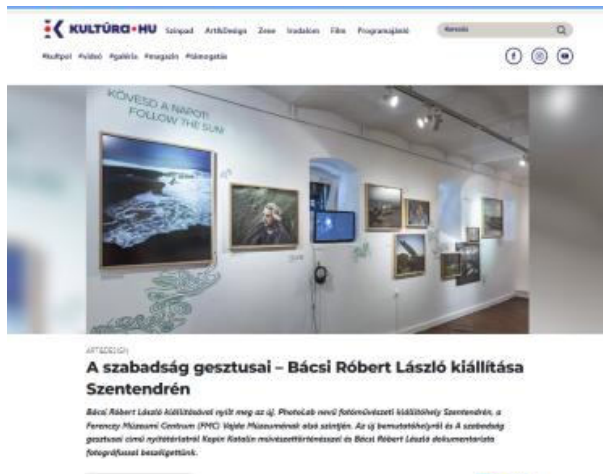 KULTÚRA•HU Színpad Art&Design Zene Irodalom Film Programajánló Keresés
#kultpol #videó #galéria #magazin #támogatás
KÖVESD A NAPOT!
FOLLOW THE SUN!
ART&DESIGN
A szabadság gesztusai – Bácsi Róbert László kiállítása
Szentendrén
Bácsi Róbert László kiállításával nyílt meg az új, PhotoLab nevű fotóművészeti kiállítóhely Szentendrén, a
Ferenczy Múzeumi Centrum (FMC) Vajda Múzeumának alsó szintjén. Az új bemutatóhelyről és A szabadság
gesztusai című nyitótárlatról Kopin Katalin művészettörténésszel és Bácsi Róbert László dokumentarista
fotográfussal beszélgettünk.